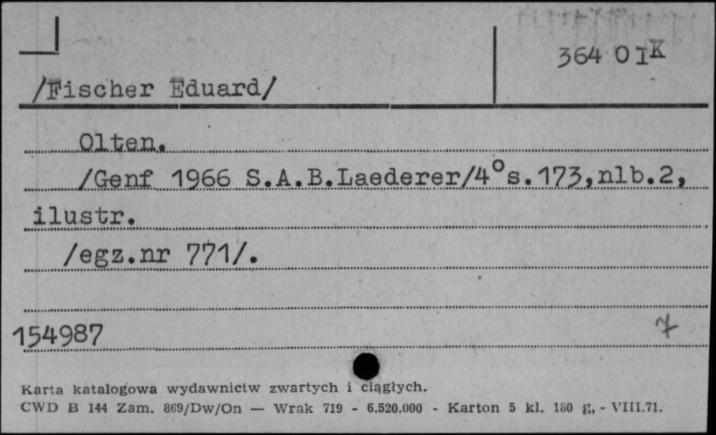 364 01K
/Fischer Eduard/
Olten.
/Genf 1966 S.A.B.Laederer/4°s.173,nlb.2,
ilustr.
/egz.nr 771/.
154987
7
Karta katalogowa wydawnictw zwartych i ciągłych.
CWD B 144 Zam. 869/Dw/On — Wrak 719 - 6.520.000 - Karton 5 kl. 180 g, - VIII.71.